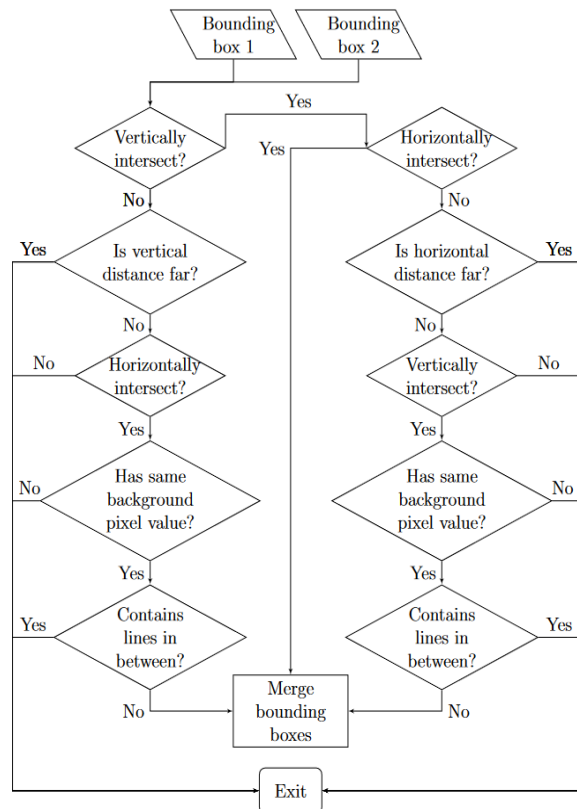 Bounding
box 1
Bounding
box 2
Yes
Vertically
intersect?
Yes
Horizontally
intersect?
No
No
Yes
Is vertical
distance far?
Is horizontal
distance far?
Yes
No
No
No
Horizontally
intersect?
Vertically
intersect?
No
Yes
Yes
No
Has same
background
pixel value?
Has same
background
pixel value?
No
Yes
Yes
Yes
Contains
lines in
between?
Contains
lines in
between?
Yes
No
Merge
bounding
boxes
No
Exit